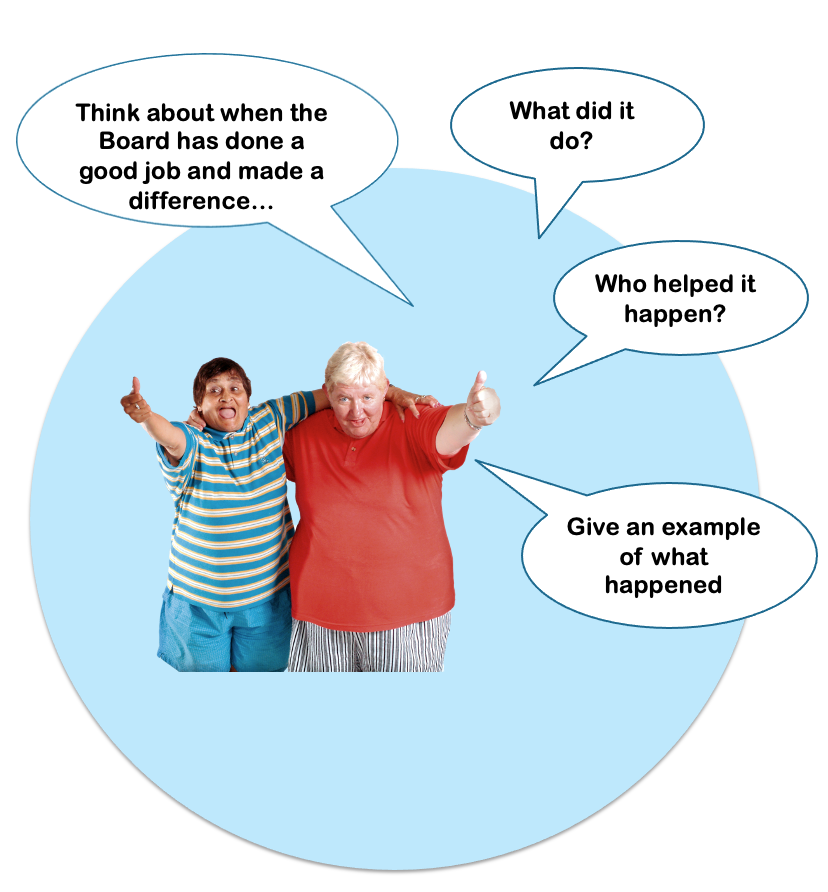 Think about when the
Board has done a
good job and made a
difference...
What did it
do?
Who helped it
happen?
Give an example
of what
happened